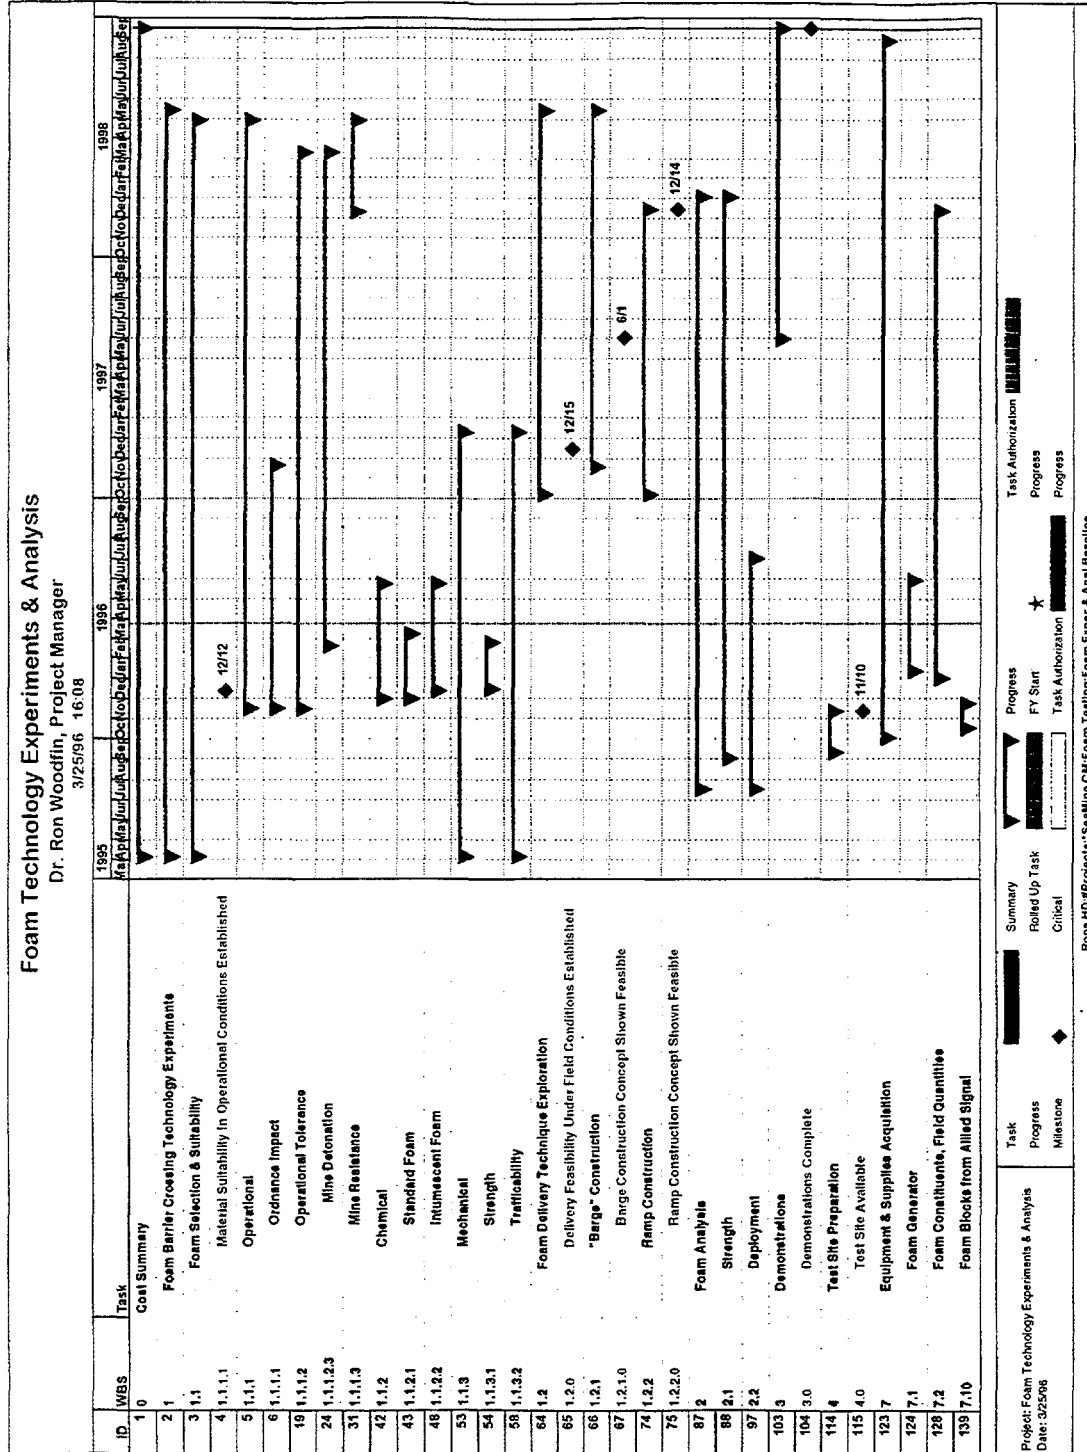 Foam Technology Experiments & Analysis
Dr. Ron Woodfin, Project Manager
3/25/96 16:08
ID WBS Task
1995 1996 1997 1998
1 0 Cost Summary
2 1 Foam Barrier Crossing Technology Experiments
3 1.1 Foam Selection & Suitability
4 1.1.1.1 Material Suitability in Operational Conditions Established 12/12
5 1.1.1 Operational
6 1.1.1.1 Ordnance Impact
19 1.1.1.2 Operational Tolerance
24 1.1.1.2.3 Mine Detonation
31 1.1.1.3 Mine Resistance
42 1.1.2 Chemical
43 1.1.2.1 Standard Foam
48 1.1.2.2 Intumescent Foam
53 1.1.3 Mechanical
54 1.1.3.1 Strength
58 1.1.3.2 Trafficability
64 1.2 Foam Delivery Technique Exploration
65 1.2.0 Delivery Feasibility Under Field Conditions Established 12/15
66 1.2.1 "Barge" Construction
67 1.2.1.0 Barge Construction Concept Shown Feasible 6/1
74 1.2.2 Ramp Construction
75 1.2.2.0 Ramp Construction Concept Shown Feasible 12/14
87 2 Foam Analysis
88 2.1 Strength
97 2.2 Deployment
103 3 Demonstrations
104 3.0 Demonstrations Complete
114 4 Test Site Preparation
115 4.0 Test Site Available 11/10
123 7 Equipment & Supplies Acquisition
124 7.1 Foam Generator
128 7.2 Foam Constituents, Field Quantities
139 7.10 Foam Blocks from Allied Signal
Project: Foam Technology Experiments & Analysis
Date: 3/25/96
Task Summary Progress Task Authorization
Progress Rolled Up Task FY Start Progress
Milestone Critical Task Authorization Progress